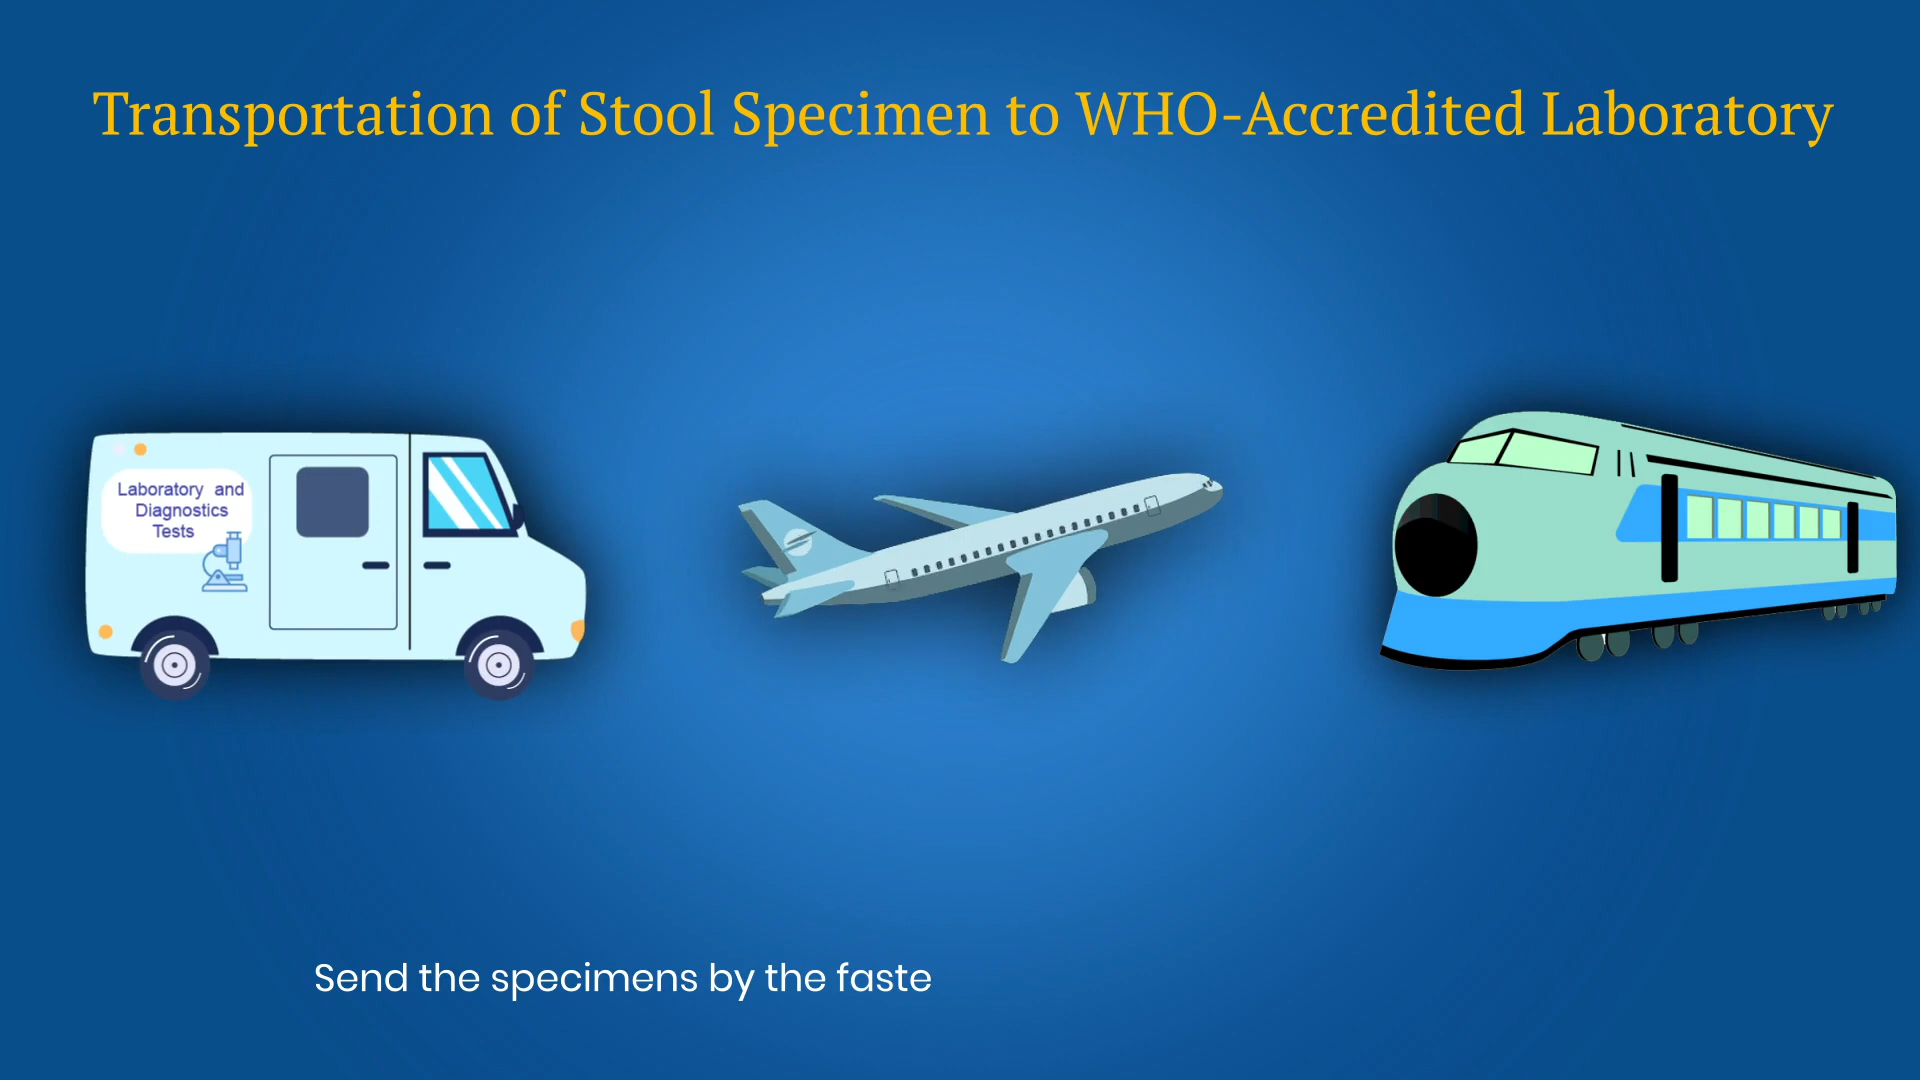 Transportation of Stool Specimen to WHO-Accredited Laboratory
Laboratory and
Diagnostics
Tests
Send the specimens by the faste